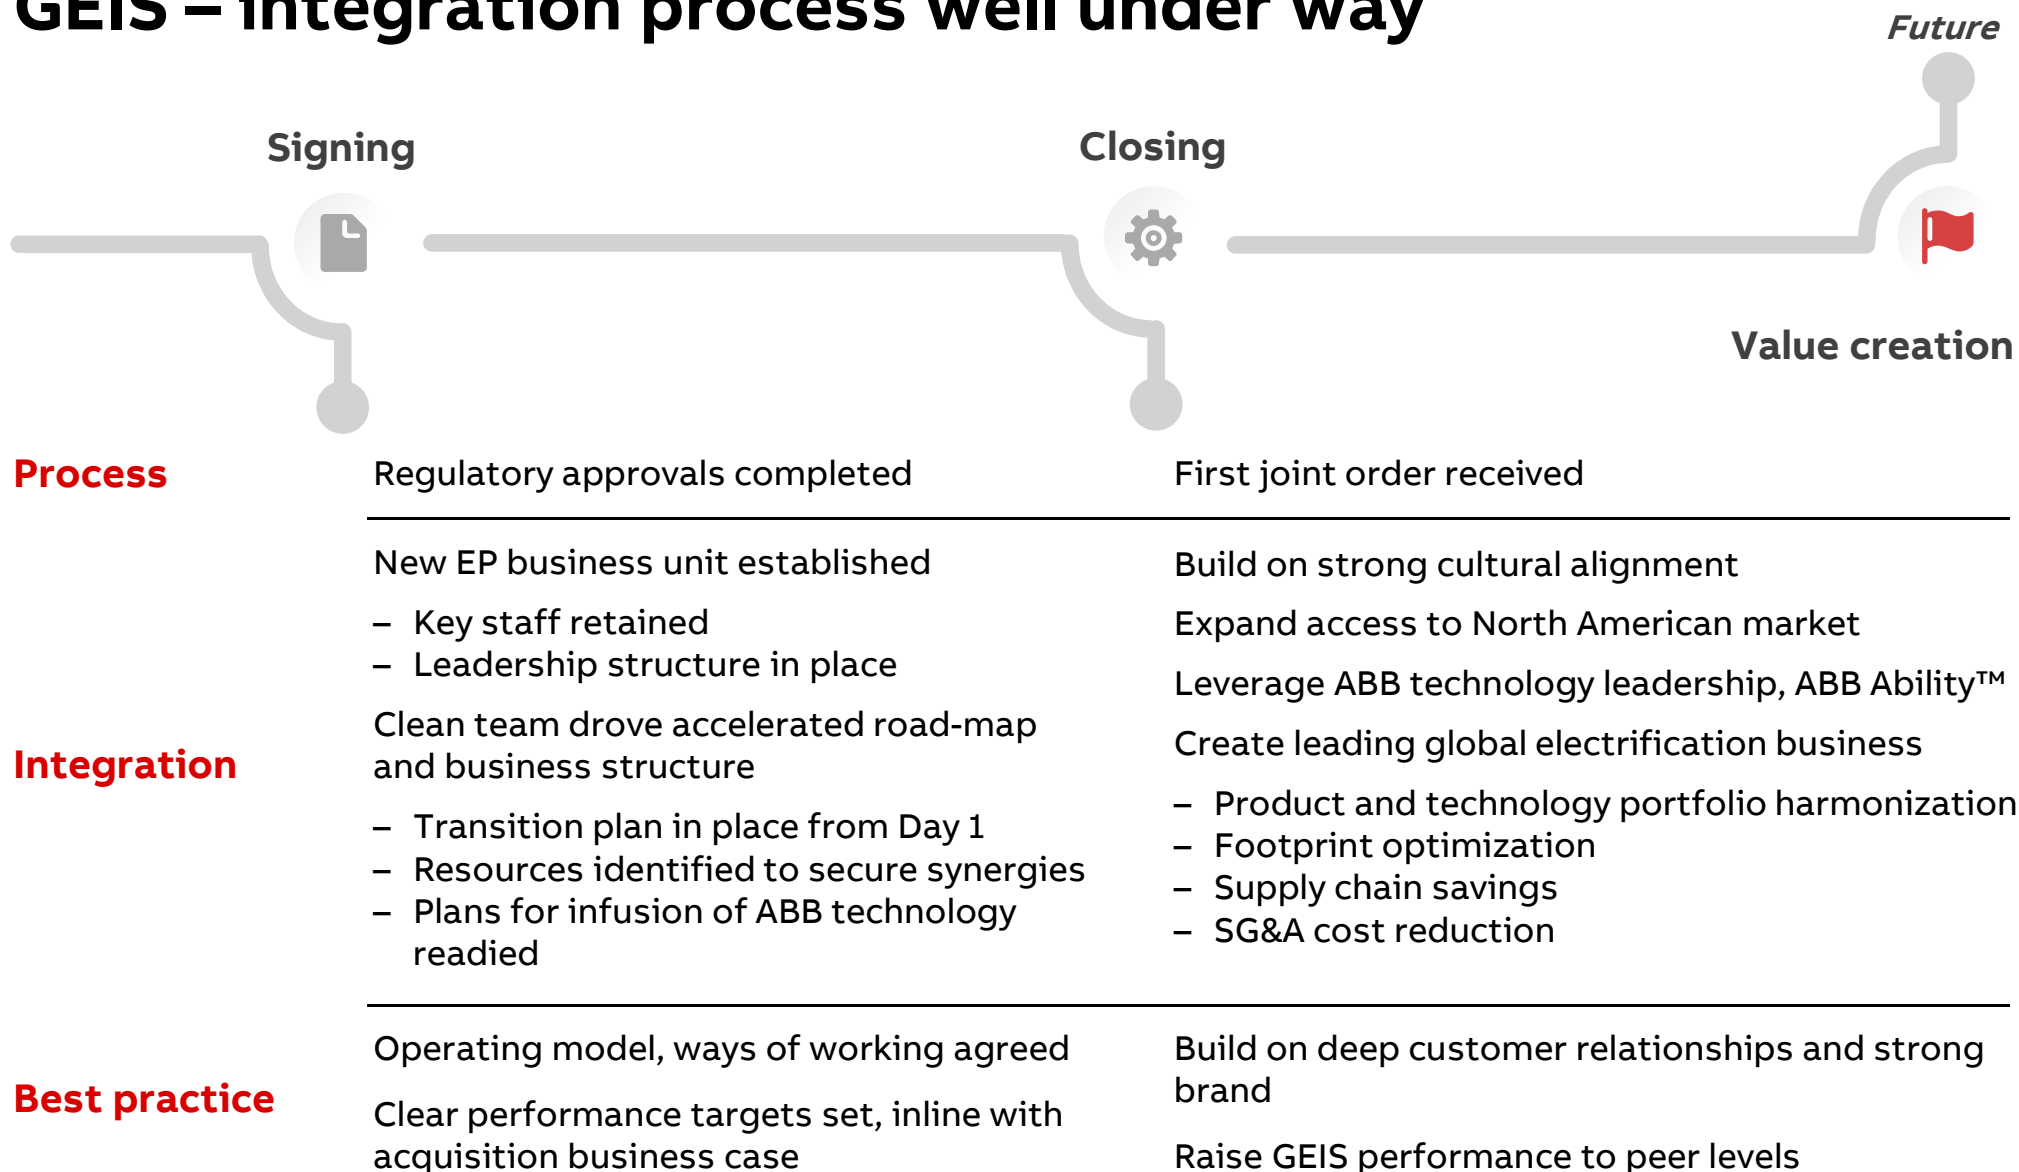 GEIS – integration process well under way
Future
Signing
Closing
Value creation
Process
Regulatory approvals completed
First joint order received
Integration
New EP business unit established
– Key staff retained
– Leadership structure in place
Clean team drove accelerated road-map
and business structure
– Transition plan in place from Day 1
– Resources identified to secure synergies
– Plans for infusion of ABB technology
readied
Build on strong cultural alignment
Expand access to North American market
Leverage ABB technology leadership, ABB Ability™
Create leading global electrification business
– Product and technology portfolio harmonization
– Footprint optimization
– Supply chain savings
– SG&A cost reduction
Best practice
Operating model, ways of working agreed
Clear performance targets set, inline with
acquisition business case
Build on deep customer relationships and strong
brand
Raise GEIS performance to peer levels